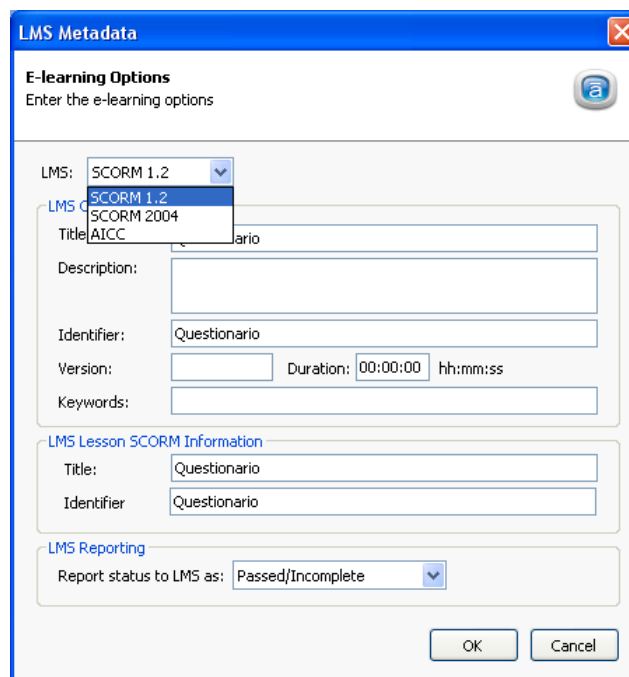 LMS Metadata
E-learning Options
Enter the e-learning options
LMS: SCORM 1.2
SCORM 1.2
SCORM 2004
AICC
LMS
Title
Description:
Identifier: Questionario
Version: Duration: 00:00:00 hh:mm:ss
Keywords:
LMS Lesson SCORM Information
Title: Questionario
Identifier Questionario
LMS Reporting
Report status to LMS as: Passed/Incomplete
OK Cancel